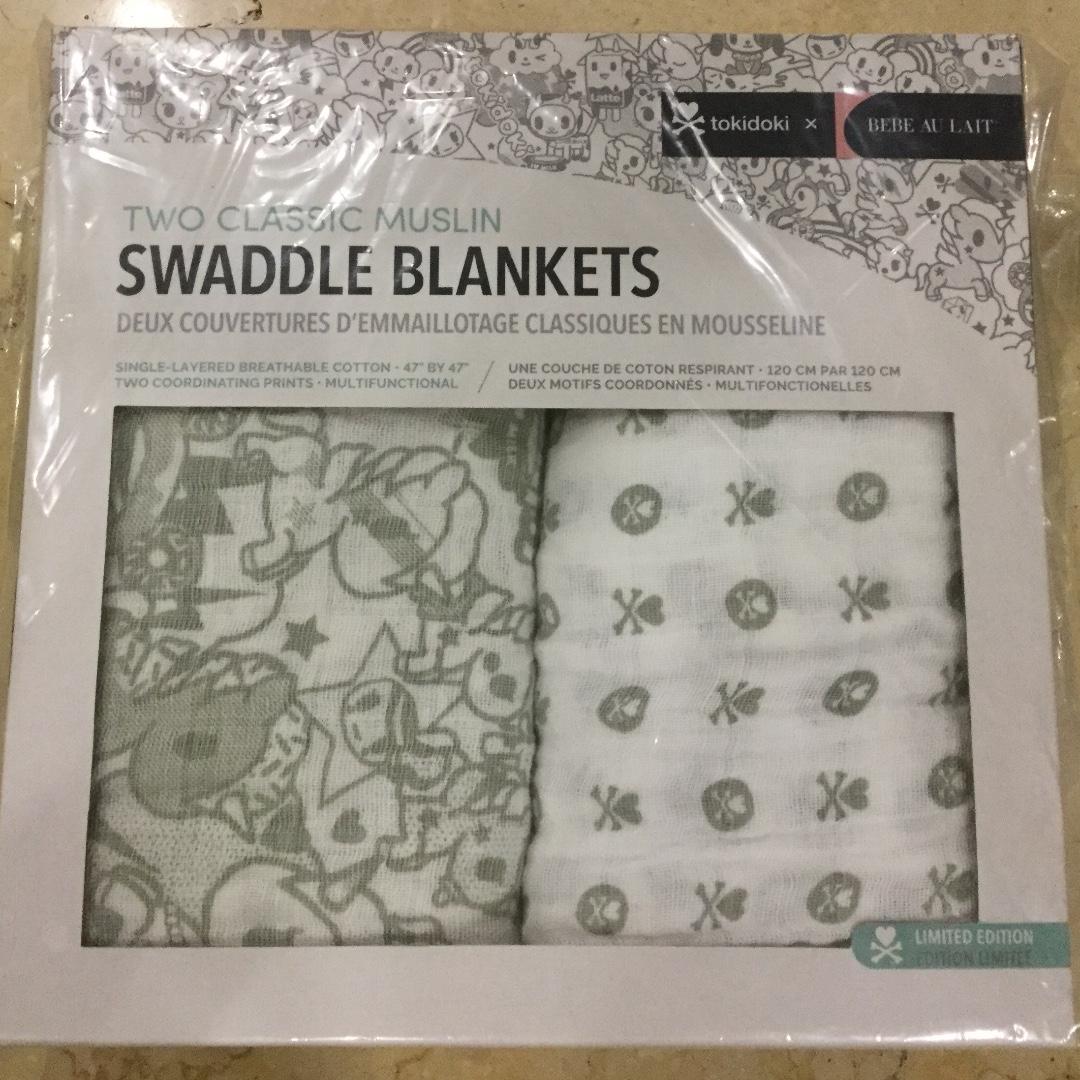 Latte
tokidoki × BEBE AU LAIT
TWO CLASSIC MUSLIN
SWADDLE BLANKETS
DEUX COUVERTURES D'EMMAILLOTAGE CLASSIQUES EN MOUSSELINE
SINGLE-LAYERED BREATHABLE COTTON • 47" BY 47"
TWO COORDINATING PRINTS • MULTIFUNCTIONAL
UNE COUCHE DE COTON RESPIRANT • 120 CM PAR 120 CM
DEUX MOTIFS COORDONNÉS • MULTIFONCTIONELLES
LIMITED EDITION
ÉDITION LIMITÉE